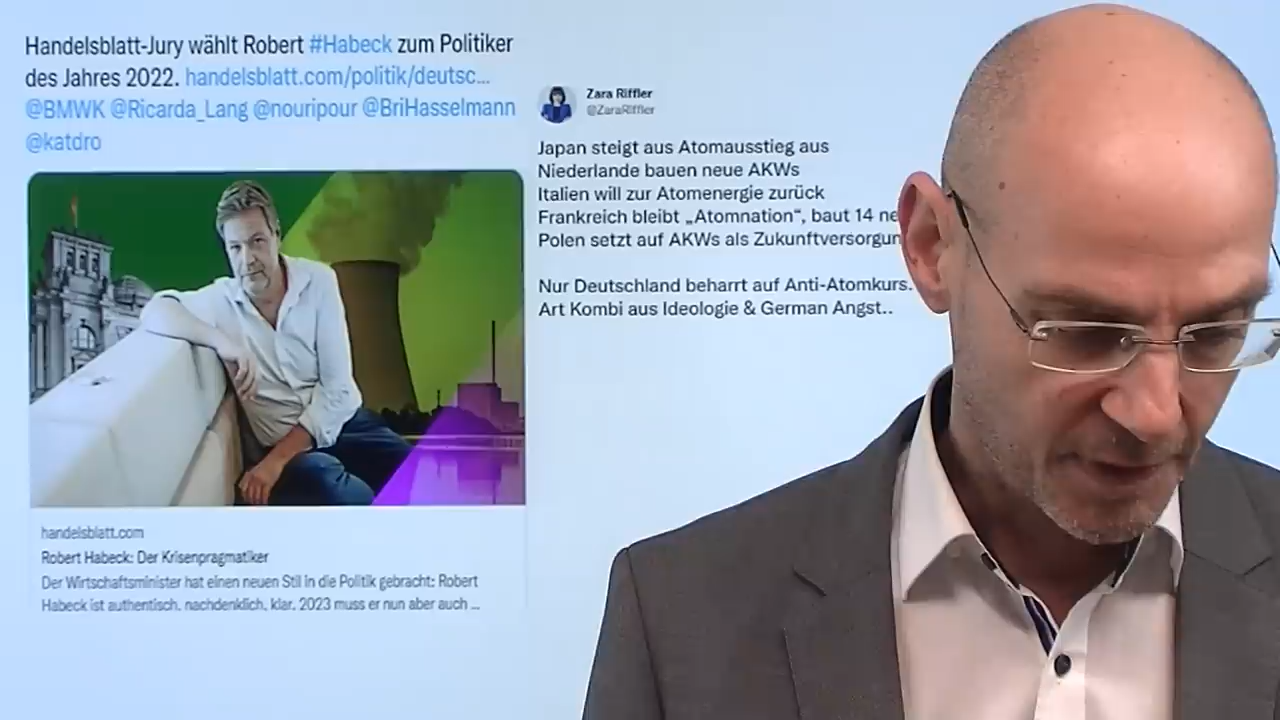 Handelsblatt-Jury wählt Robert #Habeck zum Politiker
des Jahres 2022. handelsblatt.com/politik/deutsc...
@BMWK @Ricarda_Lang @nouripour @BriHasselmann
@katdro
handelsblatt.com
Robert Habeck: Der Krisenpragmatiker
Der Wirtschaftsminister hat einen neuen Stil in die Politik gebracht: Robert
Habeck ist authentisch, nachdenklich, klar. 2023 muss er nun aber auch ...
Zara Riffler
@ZaraRiffler
Japan steigt aus Atomausstieg aus
Niederlande bauen neue AKWs
Italien will zur Atomenergie zurück
Frankreich bleibt „Atomnation“, baut 14 ne
Polen setzt auf AKWs als Zukunftversorgun
Nur Deutschland beharrt auf Anti-Atomkurs.
Art Kombi aus Ideologie & German Angst..